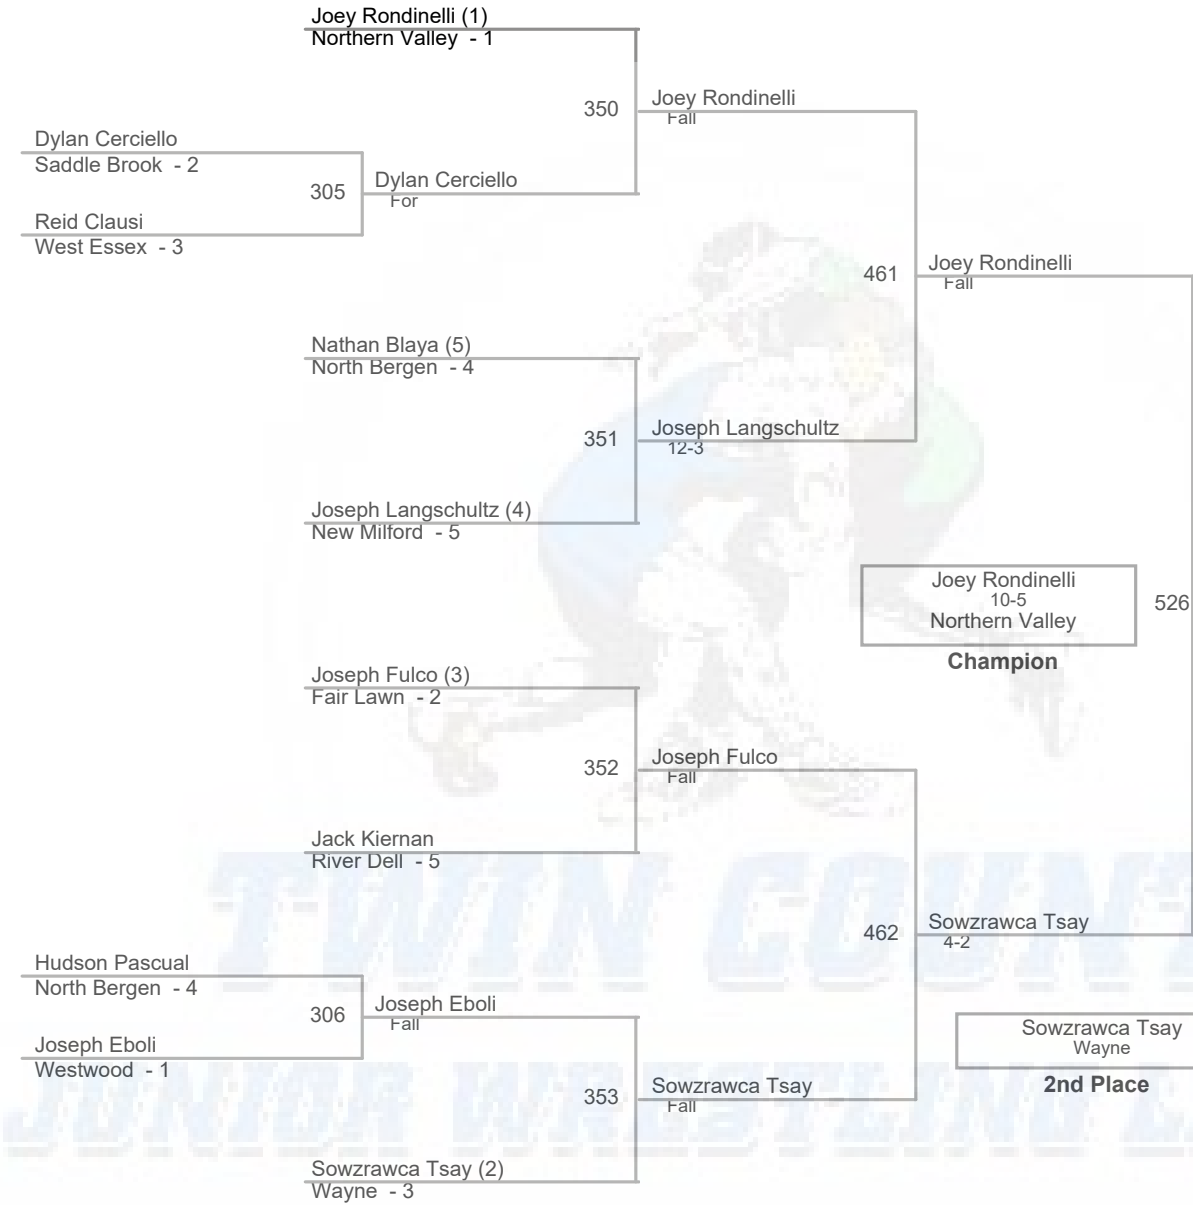 Joey Rondinelli (1)
Northern Valley - 1
350
Joey Rondinelli
Fall
Dylan Cerciello
Saddle Brook - 2
305
Dylan Cerciello
For
Reid Clausi
West Essex - 3
461
Joey Rondinelli
Fall
Nathan Blaya (5)
North Bergen - 4
351
Joseph Langschultz
12-3
Joseph Langschultz (4)
New Milford - 5
Joey Rondinelli
10-5
Northern Valley
526
Champion
Joseph Fulco (3)
Fair Lawn - 2
352
Joseph Fulco
Fall
Jack Kiernan
River Dell - 5
462
Sowzrawca Tsay
4-2
Hudson Pascual
North Bergen - 4
306
Joseph Eboli
Fall
Joseph Eboli
Westwood - 1
Sowzrawca Tsay
Wayne
2nd Place
353
Sowzrawca Tsay
Fall
Sowzrawca Tsay (2)
Wayne - 3
TWIN COUNT
JUNIOR WRESTLING